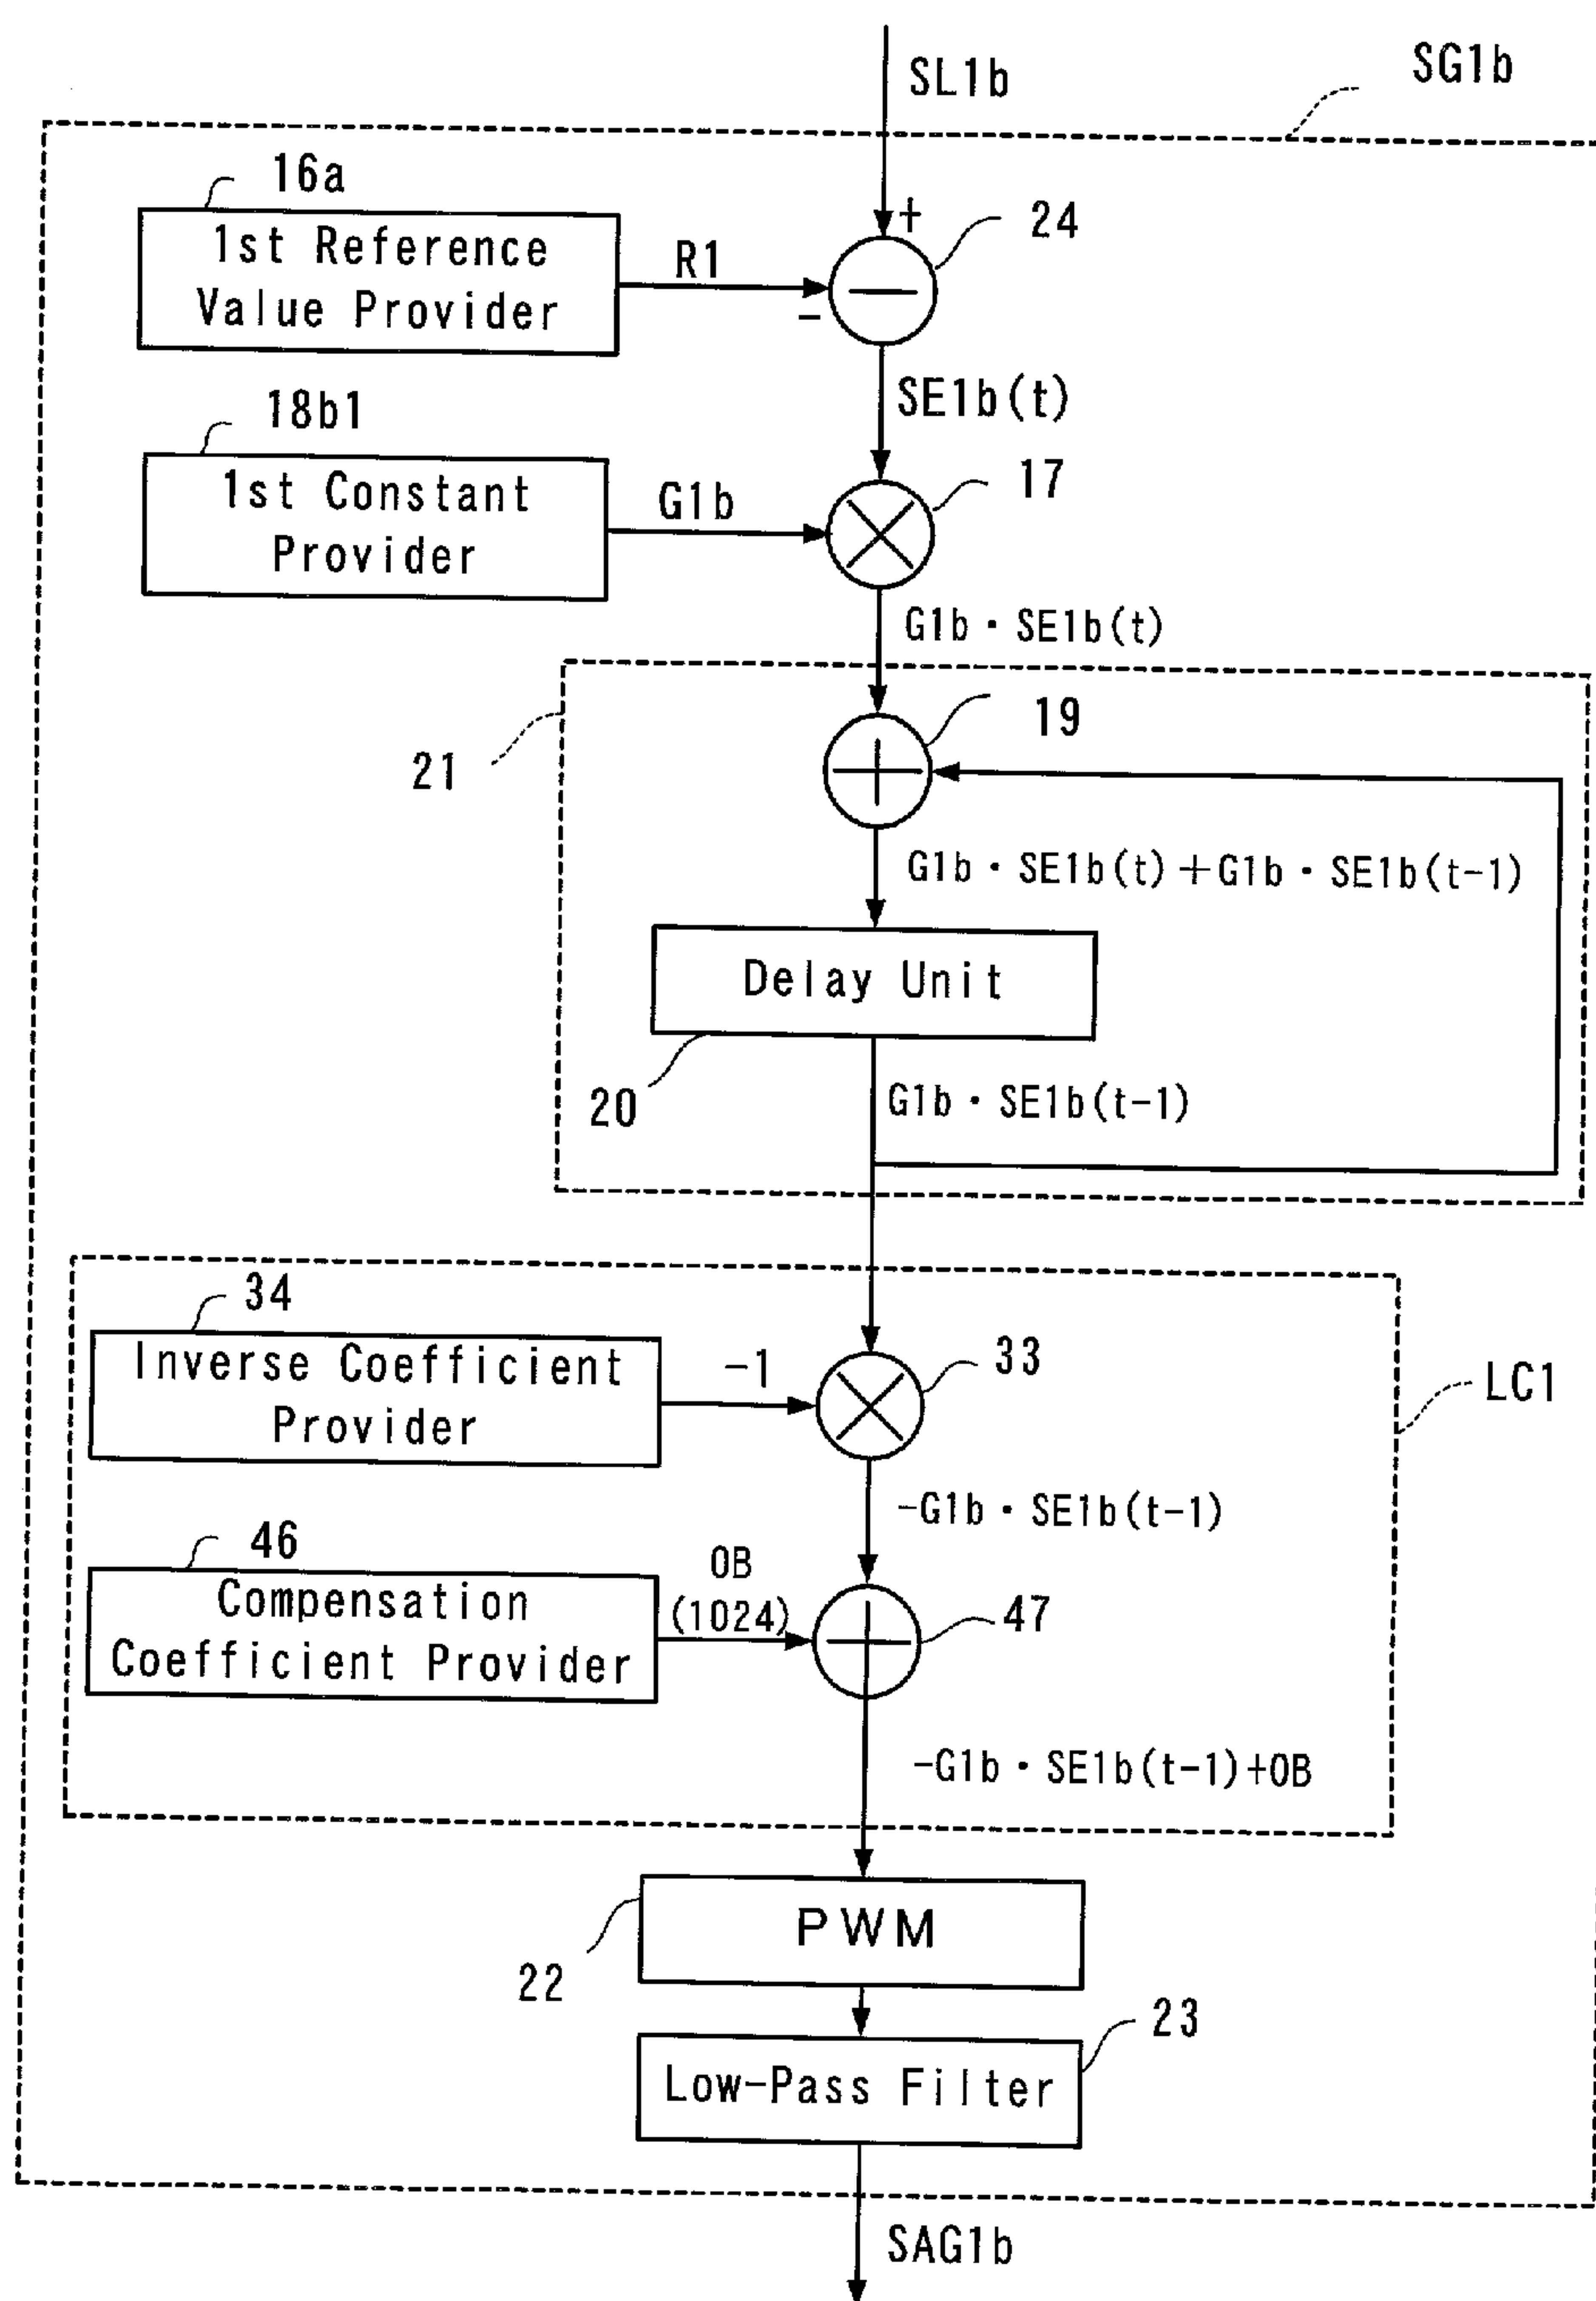 SL1b
SG1b
16a
1st Reference
Value Provider
R1
+
-
24
SE1b(t)
18b1
1st Constant
Provider
G1b
17
G1b・SE1b(t)
19
21
G1b・SE1b(t)+G1b・SE1b(t-1)
Delay Unit
20
G1b・SE1b(t-1)
34
Inverse Coefficient
Provider
-1
33
LC1
-G1b・SE1b(t-1)
46
Compensation
Coefficient Provider
OB
(1024)
47
-G1b・SE1b(t-1)+OB
PWM
22
23
Low-Pass Filter
SAG1b